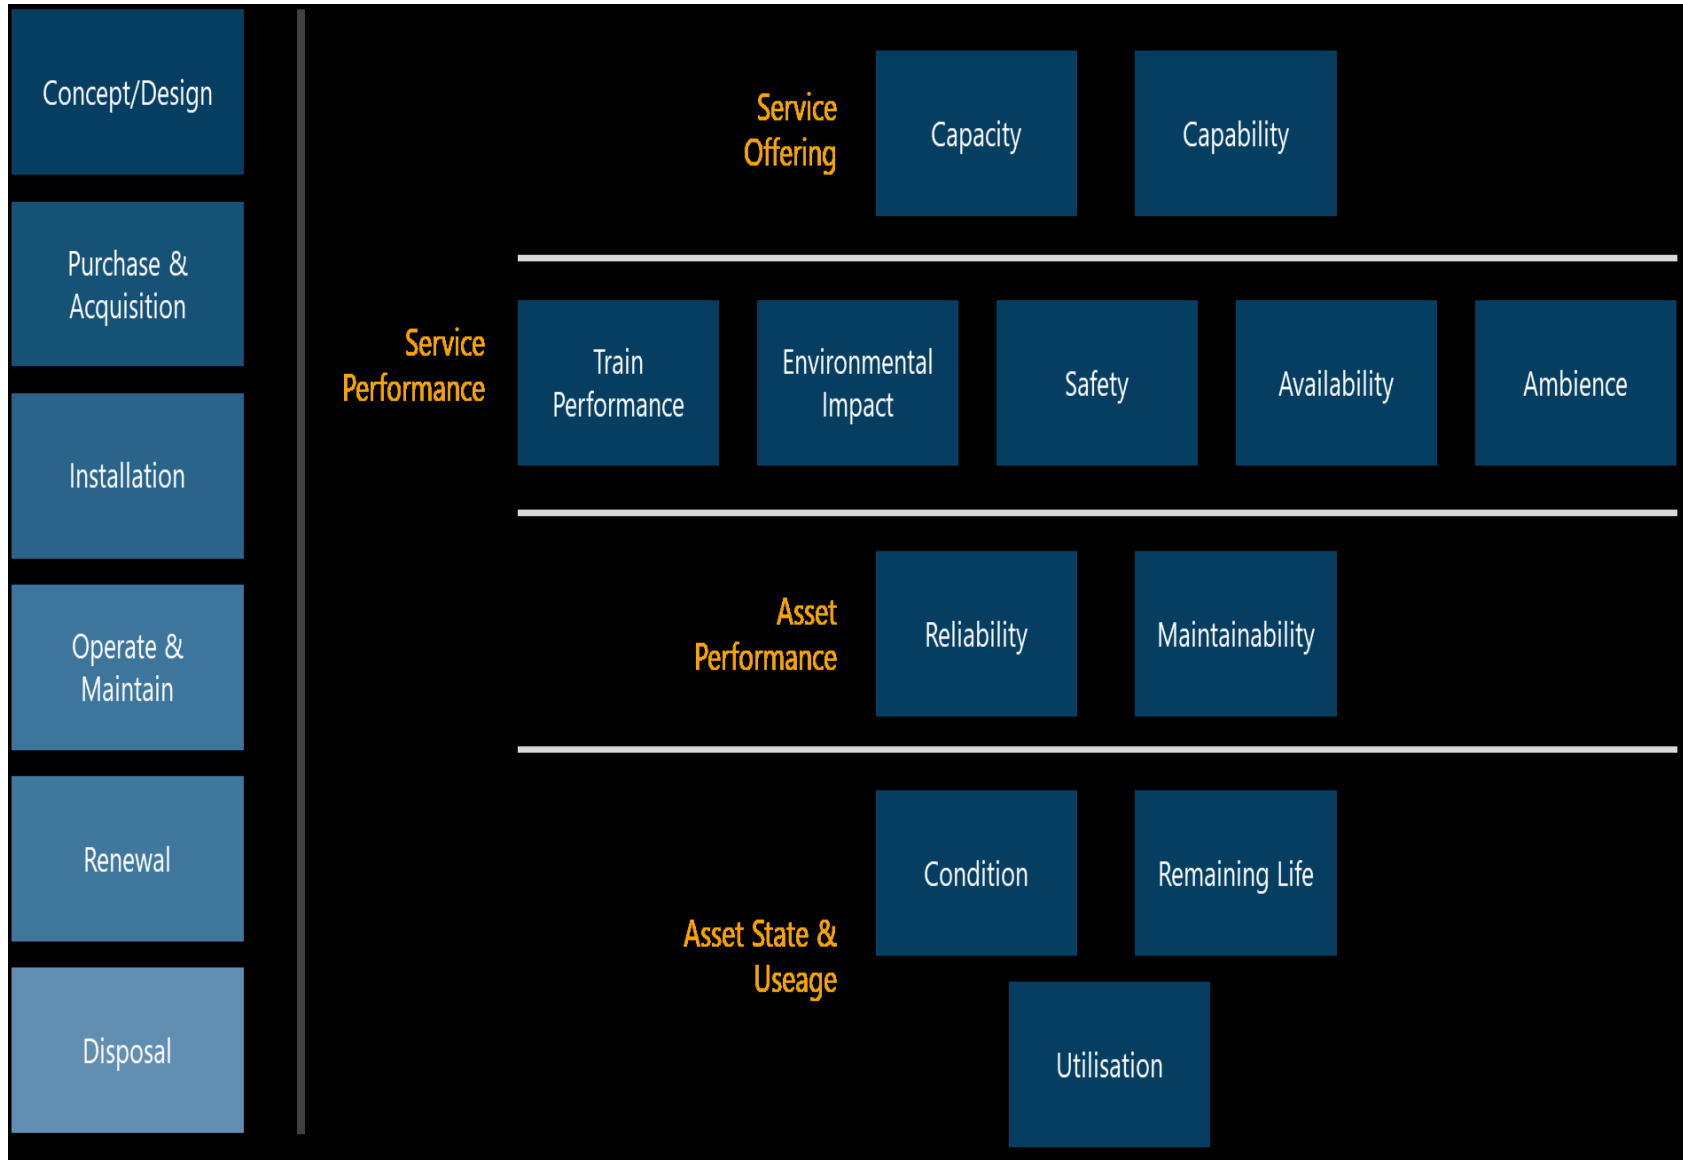 Concept/Design
Purchase &
Acquisition
Installation
Operate &
Maintain
Renewal
Disposal
Service
Offering
Capacity
Capability
Service
Performance
Train
Performance
Environmental
Impact
Safety
Availability
Ambience
Asset
Performance
Reliability
Maintainability
Asset State &
Useage
Condition
Remaining Life
Utilisation